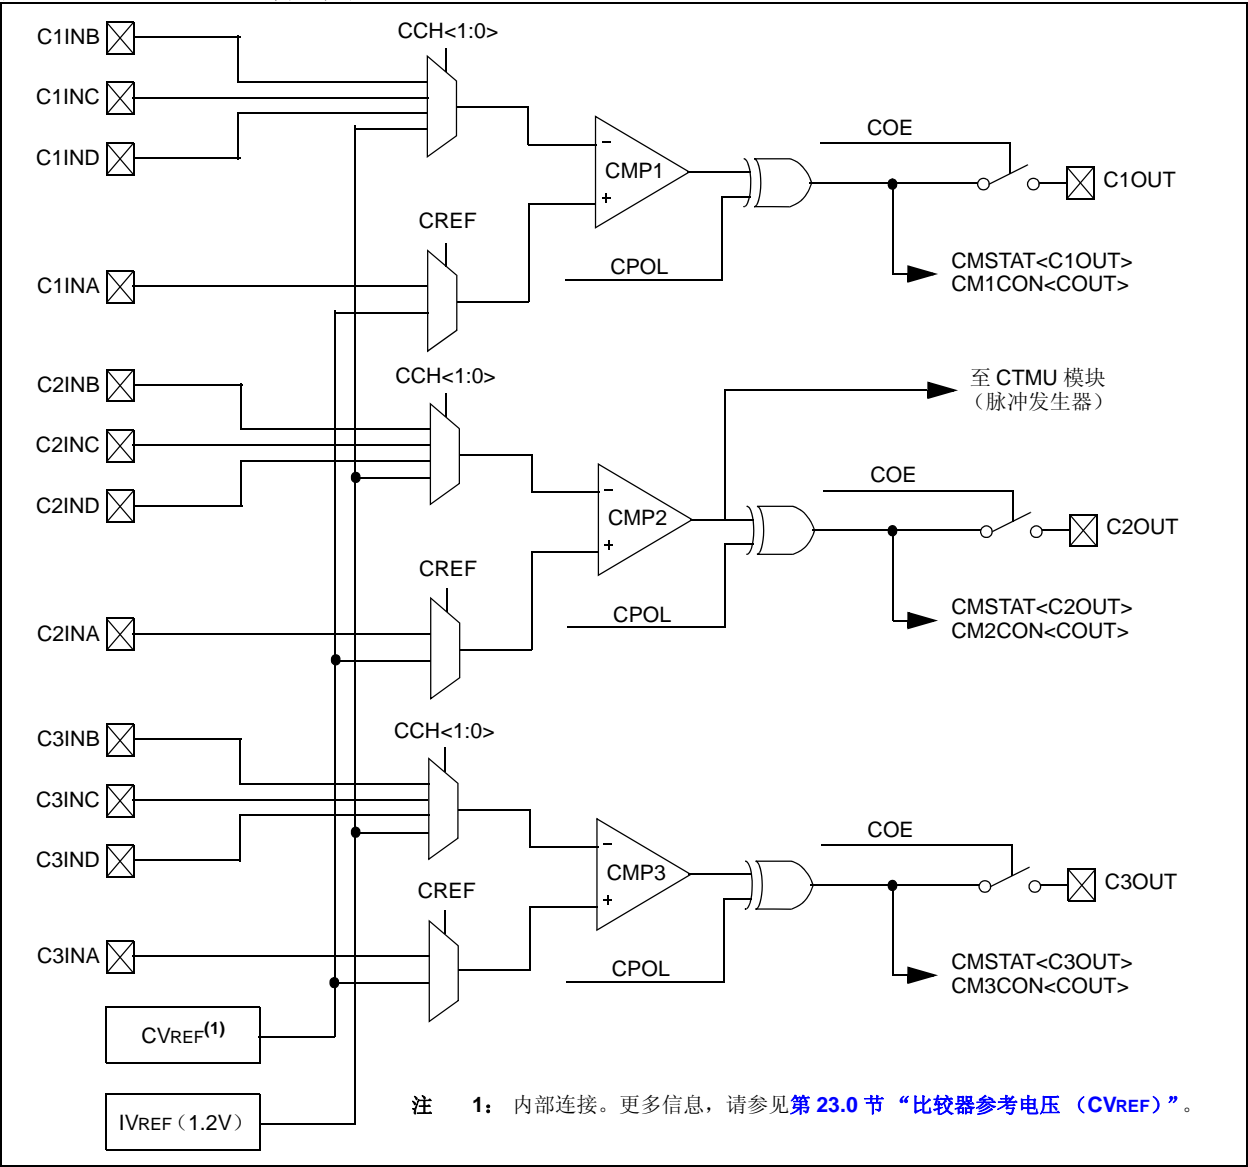 C1INB
CCH<1:0>
C1INC
C1IND
COE
CMP1
C1OUT
CREF
C1INA
CPOL
CMSTAT<C1OUT>
CM1CON<COUT>
C2INB
CCH<1:0>
至 CTMU 模块
(脉冲发生器)
C2INC
C2IND
COE
CMP2
C2OUT
CREF
C2INA
CPOL
CMSTAT<C2OUT>
CM2CON<COUT>
C3INB
CCH<1:0>
C3INC
C3IND
COE
CMP3
C3OUT
CREF
C3INA
CPOL
CMSTAT<C3OUT>
CM3CON<COUT>
CVREF(1)
IVREF(1.2V)
注 1: 内部连接。更多信息,请参见第 23.0 节 “比较器参考电压 (CVREF)”。